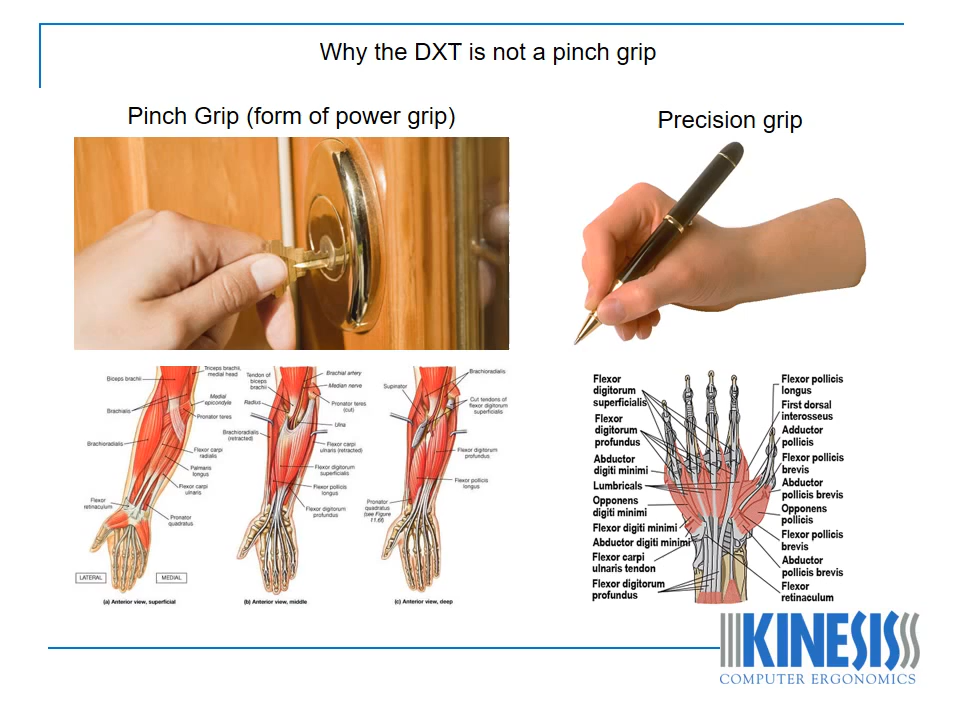 Why the DXT is not a pinch grip
Pinch Grip (form of power grip)
Precision grip
Biceps brachii
Triceps brachii,
medial head
Medial
epicondyle
Brachialis
Pronator teres
Brachioradialis
Flexor carpi
radialis
Palmaris
longus
Flexor carpi
ulnaris
Flexor
retinaculum
Pronator
quadratus
LATERAL
MEDIAL
(a) Anterior view, superficial
Tendon of
biceps
brachii
Brachial artery
Median nerve
Radius
Pronator teres
(cut)
Ulna
Brachioradialis
(retracted)
Flexor carpi
ulnaris (retracted)
Flexor digitorum
superficialis
Flexor pollicis
longus
Flexor digitorum
profundus
(b) Anterior view, middle
Brachioradialis
Supinator
Cut tendons of
flexor digitorum
superficialis
Flexor digitorum
profundus
Flexor pollicis
longus
Pronator
quadratus
(see Figure
11.6f)
(c) Anterior view, deep
Flexor
digitorum
superficialis
Flexor
digitorum
profundus
Abductor
digiti minimi
Lumbricals
Opponens
digiti minimi
Flexor digiti minimi
Abductor digiti minimi
Flexor carpi
ulnaris tendon
Flexor digitorum
profundus
Flexor pollicis
longus
First dorsal
interosseus
Adductor
pollicis
Flexor pollicis
brevis
Abductor
pollicis brevis
Opponens
pollicis
Flexor pollicis
brevis
Abductor
pollicis brevis
Flexor
retinaculum
KINESIS
COMPUTER ERGONOMICS